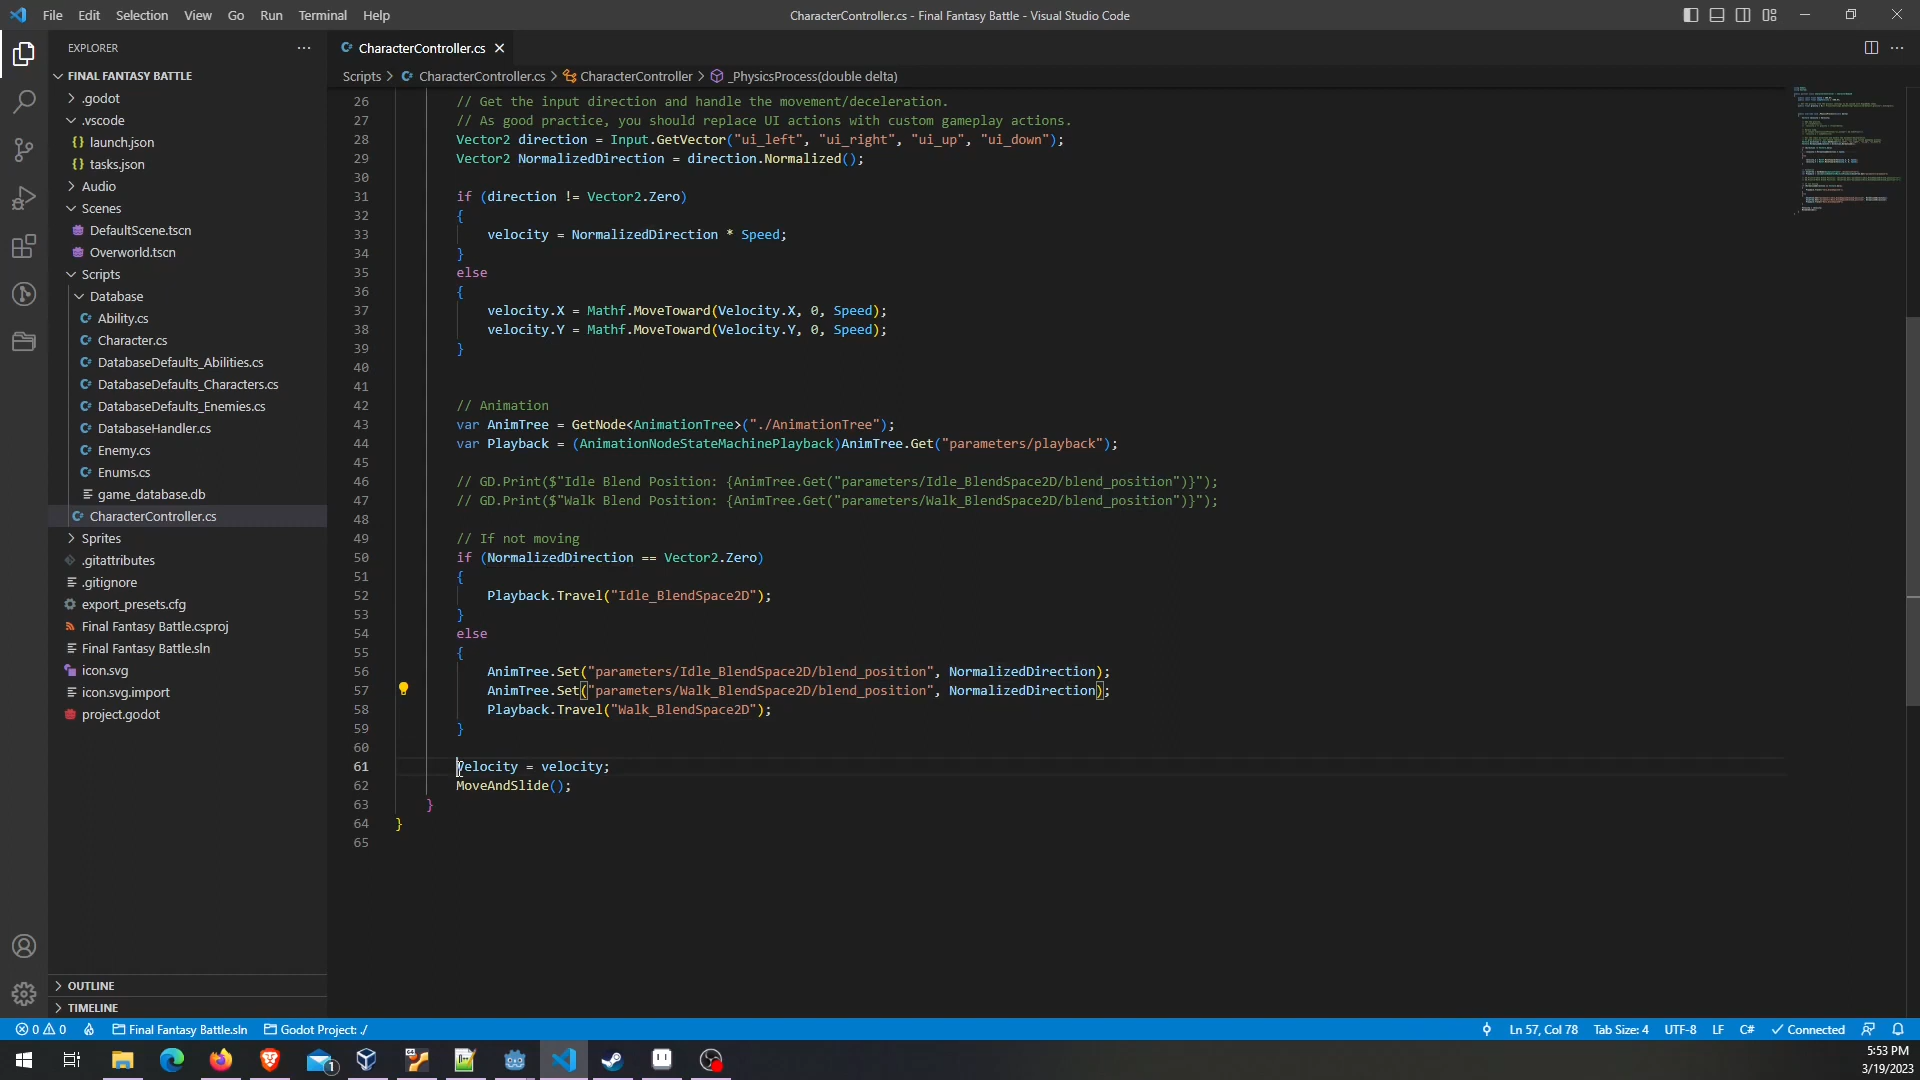 File Edit Selection View Go Run Terminal Help
CharacterController.cs - Final Fantasy Battle - Visual Studio Code
EXPLORER
FINAL FANTASY BATTLE
.godot
.vscode
{} launch.json
{} tasks.json
Audio
Scenes
DefaultScene.tscn
Overworld.tscn
Scripts
Database
C# Ability.cs
C# Character.cs
C# DatabaseDefaults_Abilities.cs
C# DatabaseDefaults_Characters.cs
C# DatabaseDefaults_Enemies.cs
C# DatabaseHandler.cs
C# Enemy.cs
C# Enums.cs
game_database.db
C# CharacterController.cs
Sprites
.gitattributes
.gitignore
export_presets.cfg
Final Fantasy Battle.csproj
Final Fantasy Battle.sln
icon.svg
icon.svg.import
project.godot
OUTLINE
TIMELINE
C# CharacterController.cs
Scripts > C# CharacterController.cs > CharacterController > _PhysicsProcess(double delta)
26 // Get the input direction and handle the movement/deceleration.
27 // As good practice, you should replace UI actions with custom gameplay actions.
28 Vector2 direction = Input.GetVector("ui_left", "ui_right", "ui_up", "ui_down");
29 Vector2 NormalizedDirection = direction.Normalized();
30
31 if (direction != Vector2.Zero)
32 {
33 velocity = NormalizedDirection * Speed;
34 }
35 else
36 {
37 velocity.X = Mathf.MoveToward(Velocity.X, 0, Speed);
38 velocity.Y = Mathf.MoveToward(Velocity.Y, 0, Speed);
39 }
40
41
42 // Animation
43 var AnimTree = GetNode<AnimationTree>("./AnimationTree");
44 var Playback = (AnimationNodeStateMachinePlayback)AnimTree.Get("parameters/playback");
45
46 // GD.Print($"Idle Blend Position: {AnimTree.Get("parameters/Idle_BlendSpace2D/blend_position")}");
47 // GD.Print($"Walk Blend Position: {AnimTree.Get("parameters/Walk_BlendSpace2D/blend_position")}");
48
49 // If not moving
50 if (NormalizedDirection == Vector2.Zero)
51 {
52 Playback.Travel("Idle_BlendSpace2D");
53 }
54 else
55 {
56 AnimTree.Set("parameters/Idle_BlendSpace2D/blend_position", NormalizedDirection);
57 AnimTree.Set("parameters/Walk_BlendSpace2D/blend_position", NormalizedDirection);
58 Playback.Travel("Walk_BlendSpace2D");
59 }
60
61 Velocity = velocity;
62 MoveAndSlide();
63 }
64 }
65
0 0 Final Fantasy Battle.sln Godot Project: ./
Ln 57, Col 78 Tab Size: 4 UTF-8 LF C# Connected
1
5:53 PM
3/19/2023